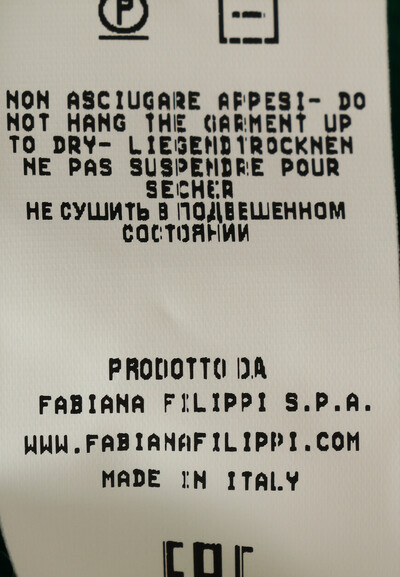 P
NON ASCIUGARE APPESI- DO
NOT HANG THE GARMENT UP
TO DRY- LIEGENDTROCKNEN
NE PAS SUSPENDRE POUR
SECHER
НЕ СУШИТЬ В ПОДВЕШЕННОМ
СОСТОЯНИИ
PRODOTTO DA
FABIANA FILIPPI S.P.A.
WWW.FABIANAFILIPPI.COM
MADE IN ITALY
EAC